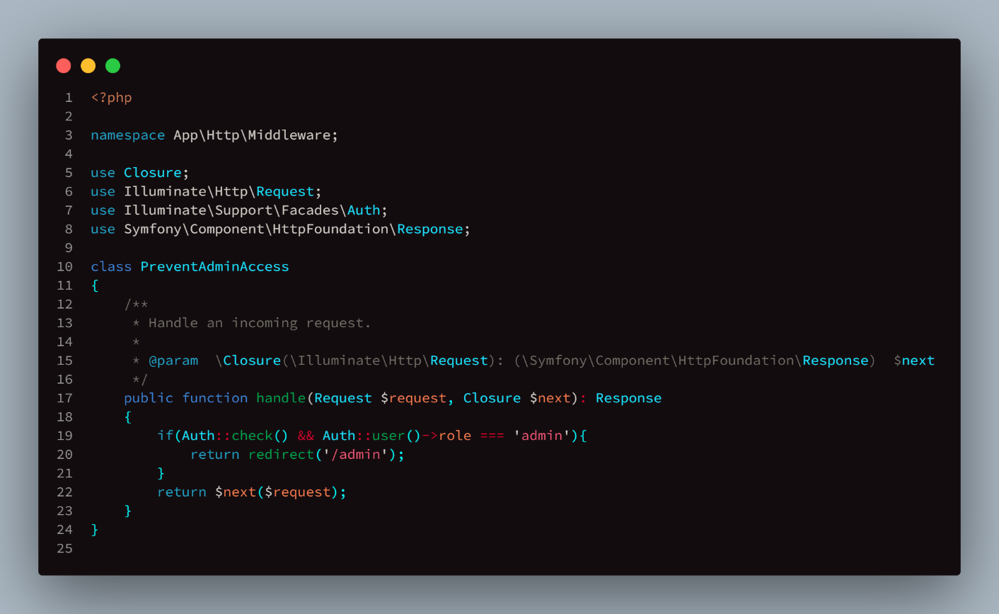 1 <?php
2
3 namespace App\Http\Middleware;
4
5 use Closure;
6 use Illuminate\Http\Request;
7 use Illuminate\Support\Facades\Auth;
8 use Symfony\Component\HttpFoundation\Response;
9
10 class PreventAdminAccess
11 {
12     /**
13      * Handle an incoming request.
14      *
15      * @param  \Closure(\Illuminate\Http\Request): (\Symfony\Component\HttpFoundation\Response)  $next
16      */
17     public function handle(Request $request, Closure $next): Response
18     {
19         if(Auth::check() && Auth::user()->role === 'admin'){
20             return redirect('/admin');
21         }
22         return $next($request);
23     }
24 }
25